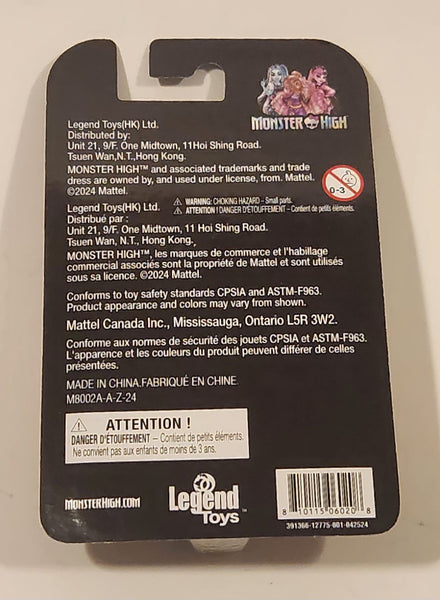 MONSTER HIGH
Legend Toys(HK) Ltd.
Distributed by:
Unit 21, 9/F. One Midtown, 11Hoi Shing Road.
Tsuen Wan,N.T.,Hong Kong.
MONSTER HIGH™ and associated trademarks and trade
dress are owned by, and used under license, from. Mattel.
©2024 Mattel.
0-3
Legend Toys(HK) Ltd.
Distribué par :
WARNING: CHOKING HAZARD – Small parts.
ATTENTION ! DANGER D'ÉTOUFFEMENT – Contient de petits éléments.
Unit 21, 9/F. One Midtown, 11 Hoi Shing Road.
Tsuen Wan, N.T., Hong Kong.
MONSTER HIGH™, les marques de commerce et l'habillage
commercial associés sont la propriété de Mattel et sont utilisés
sous sa licence. ©2024 Mattel.
Conforms to toy safety standards CPSIA and ASTM-F963.
Product appearance and colors may vary from shown.
Mattel Canada Inc., Mississauga, Ontario L5R 3W2.
Conforme aux normes de sécurité des jouets CPSIA et ASTM-F963.
L'apparence et les couleurs du produit peuvent différer de celles
présentées.
MADE IN CHINA.FABRIQUÉ EN CHINE.
M8002A-A-Z-24
ATTENTION !
DANGER D'ÉTOUFFEMENT – Contient de petits éléments.
Ne convient pas aux enfants de moins de 3 ans.
MONSTERHIGH.COM
Legend
Toys™
8 10115 06020 8
391366-12775-001-042524